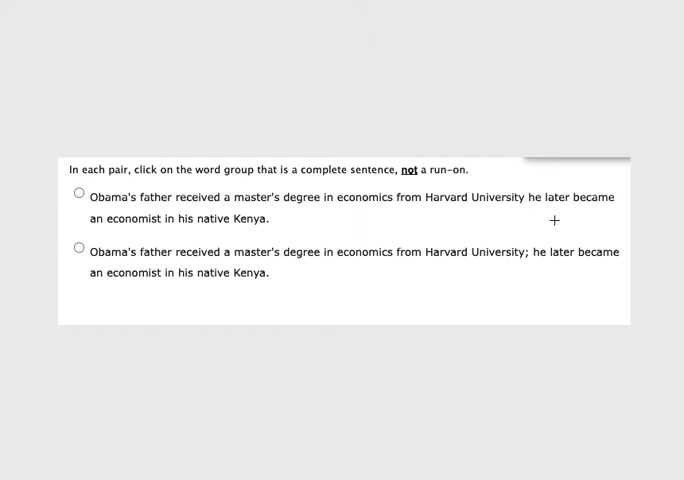 In each pair, click on the word group that is a complete sentence, not a run-on.
Obama's father received a master's degree in economics from Harvard University he later became
an economist in his native Kenya.
Obama's father received a master's degree in economics from Harvard University; he later became
an economist in his native Kenya.